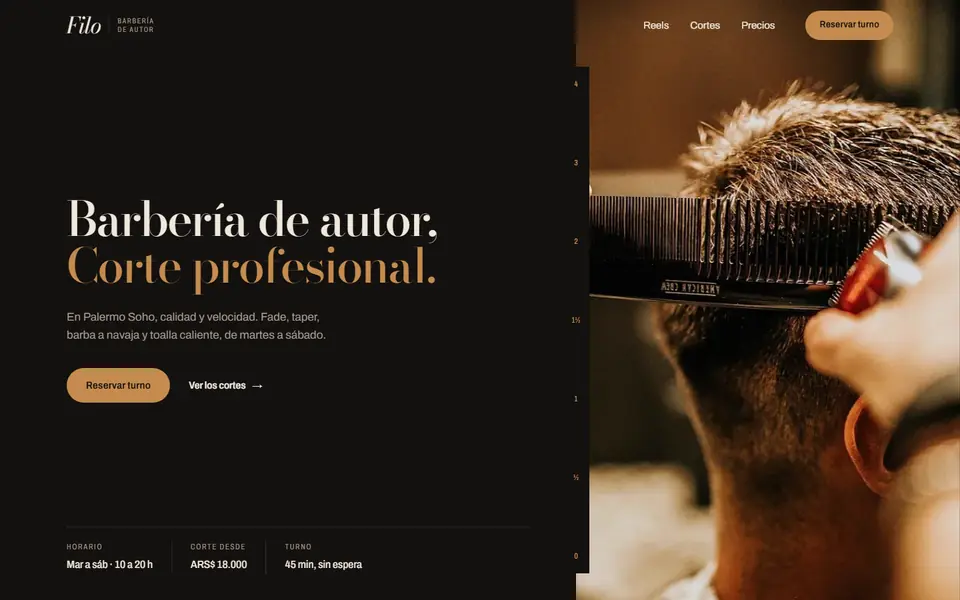 Filo
BARBERÍA
DE AUTOR
Reels
Cortes
Precios
Reservar turno
Barbería de autor,
Corte profesional.
En Palermo Soho, calidad y velocidad. Fade, taper,
barba a navaja y toalla caliente, de martes a sábado.
Reservar turno
Ver los cortes →
HORARIO
Mar a sáb · 10 a 20 h
CORTE DESDE
ARS$ 18.000
TURNO
45 min, sin espera
4
3
2
1½
1
½
0
AMERICAN CREW